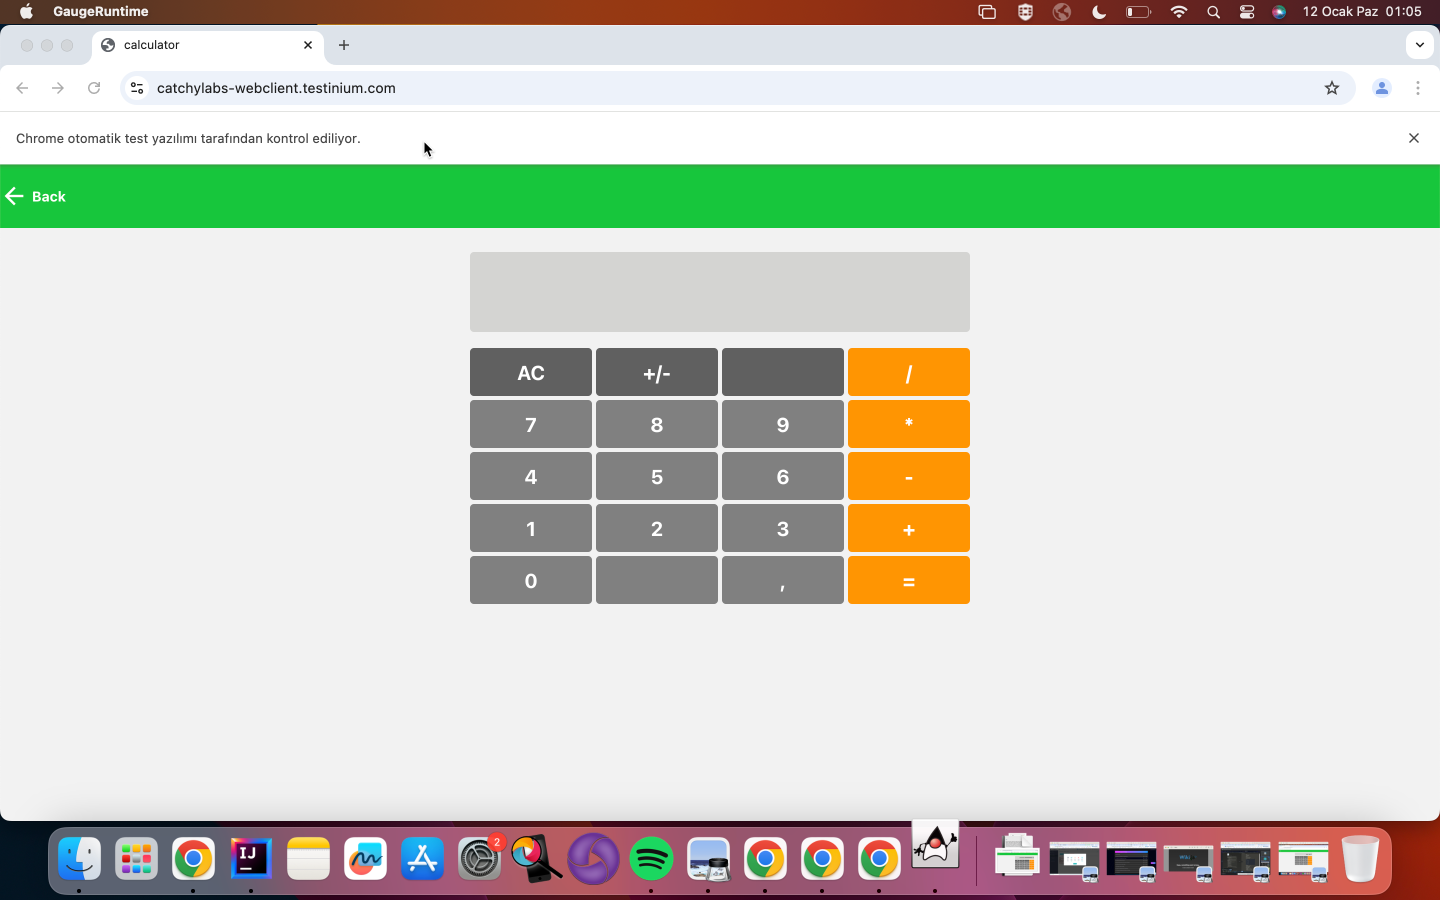 GaugeRuntime
12 Ocak Paz 01:05
calculator
catchylabs-webclient.testinium.com
Chrome otomatik test yazılımı tarafından kontrol ediliyor.
Back
AC +/- /
7 8 9 *
4 5 6 -
1 2 3 +
0 , =
2
IJ